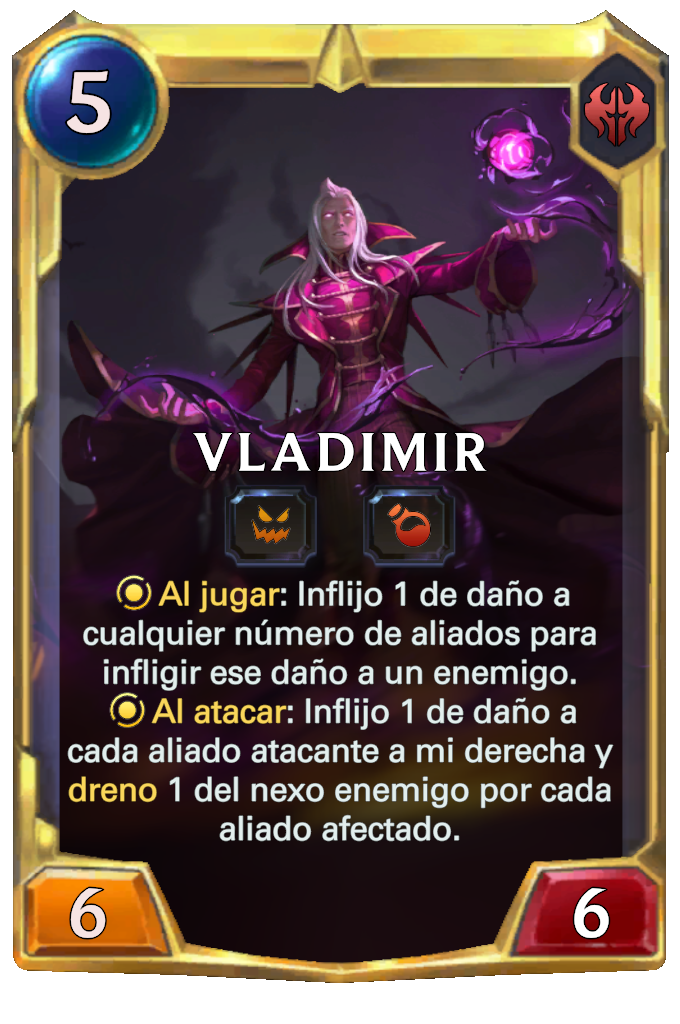 5
VLADIMIR
Al jugar: Inflijo 1 de daño a
cualquier número de aliados para
infligir ese daño a un enemigo.
Al atacar: Inflijo 1 de daño a
cada aliado atacante a mi derecha y
dreno 1 del nexo enemigo por cada
aliado afectado.
6
6